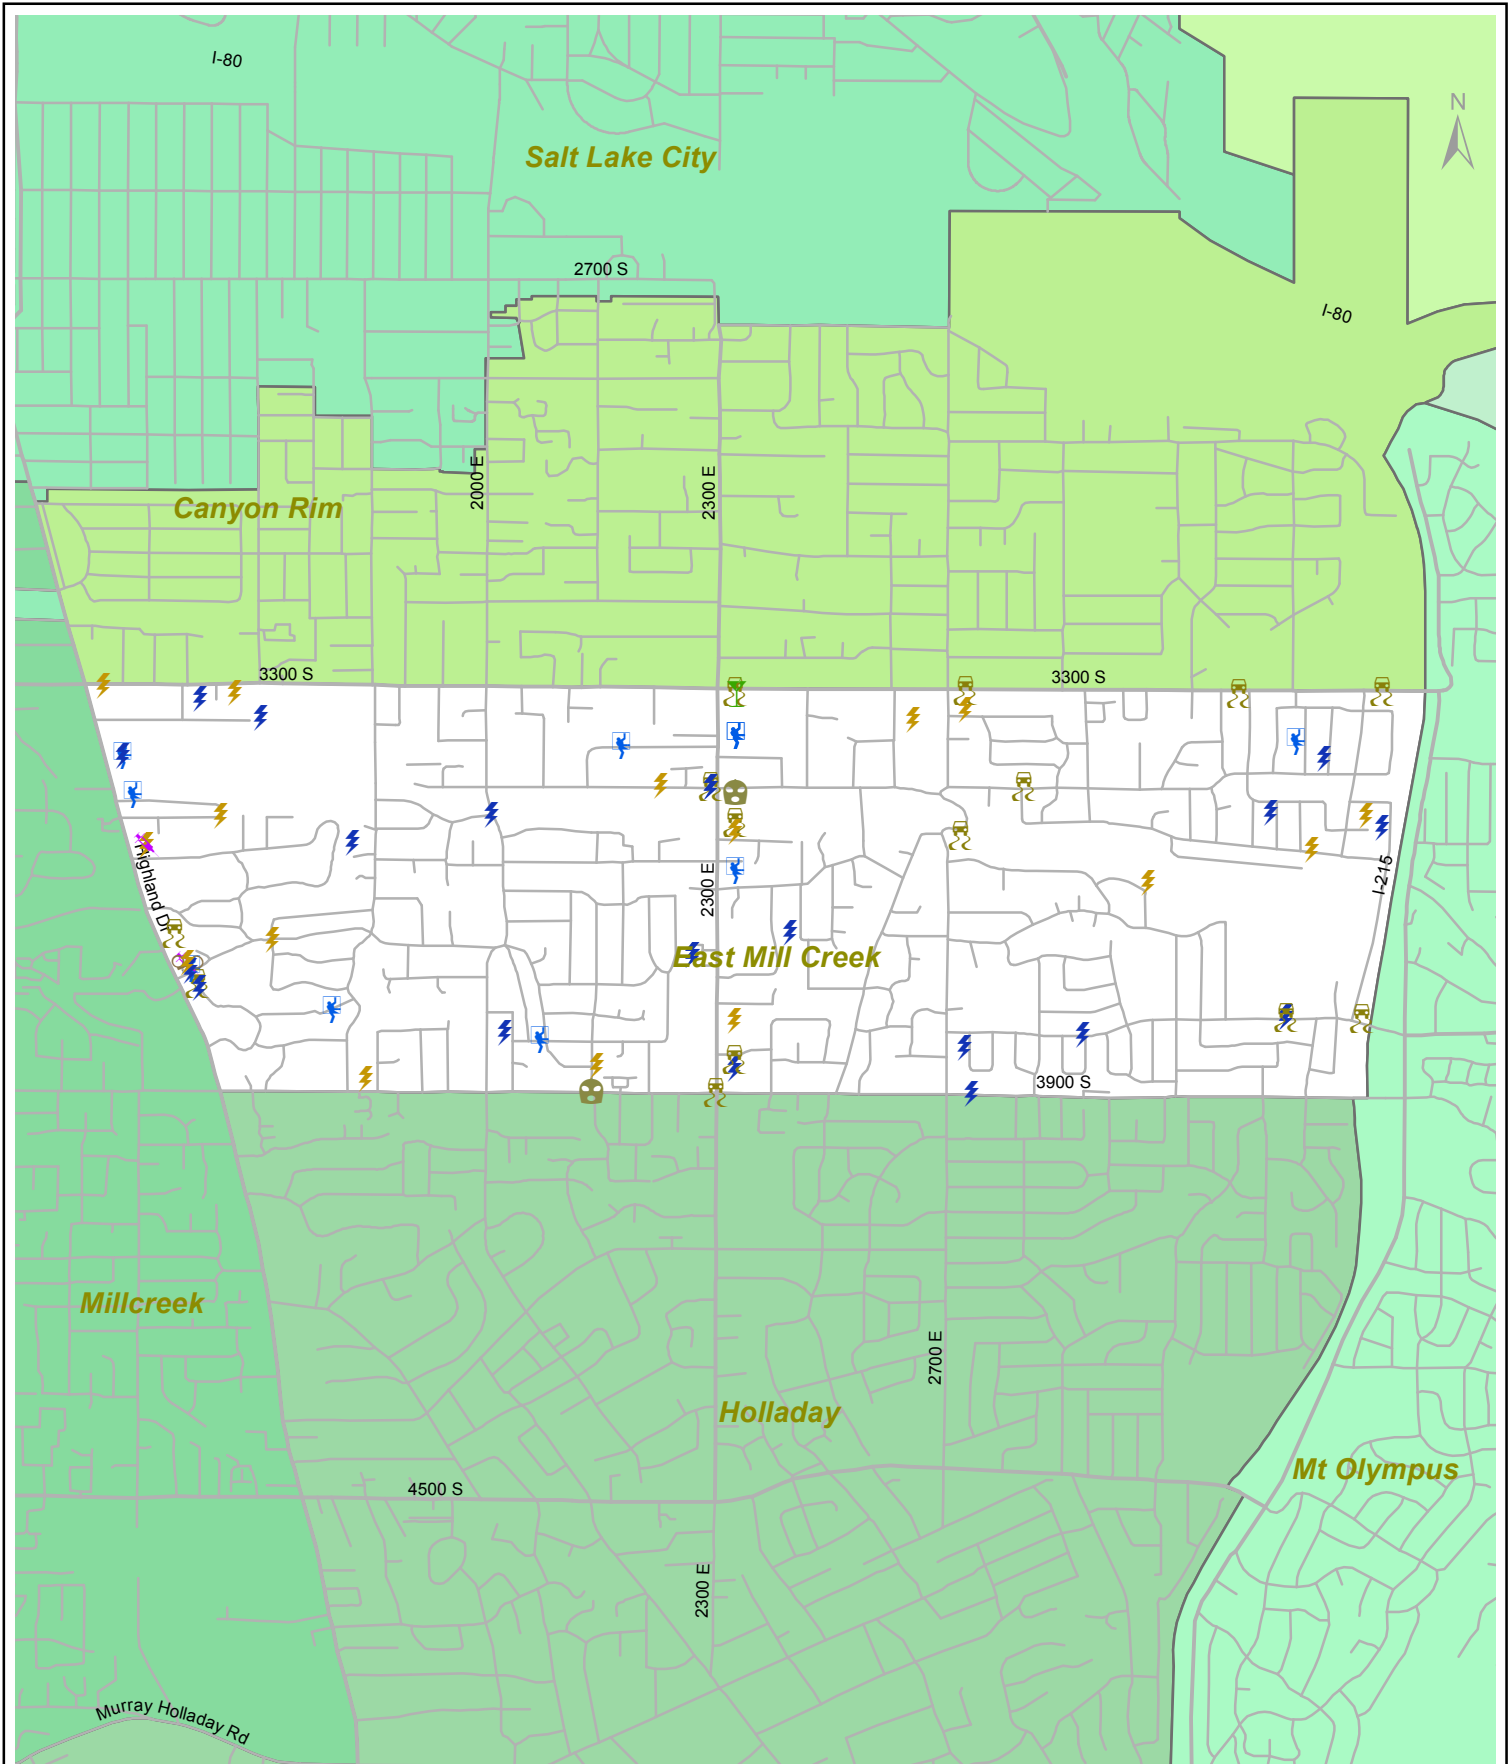 I-80
N
Salt Lake City
2700 S
I-80
2000 E
2300 E
Canyon Rim
3300 S
3300 S
Highland Dr
2300 E
I-215
East Mill Creek
3900 S
Millcreek
2700 E
Holladay
Mt Olympus
4500 S
2300 E
Murray Holladay Rd